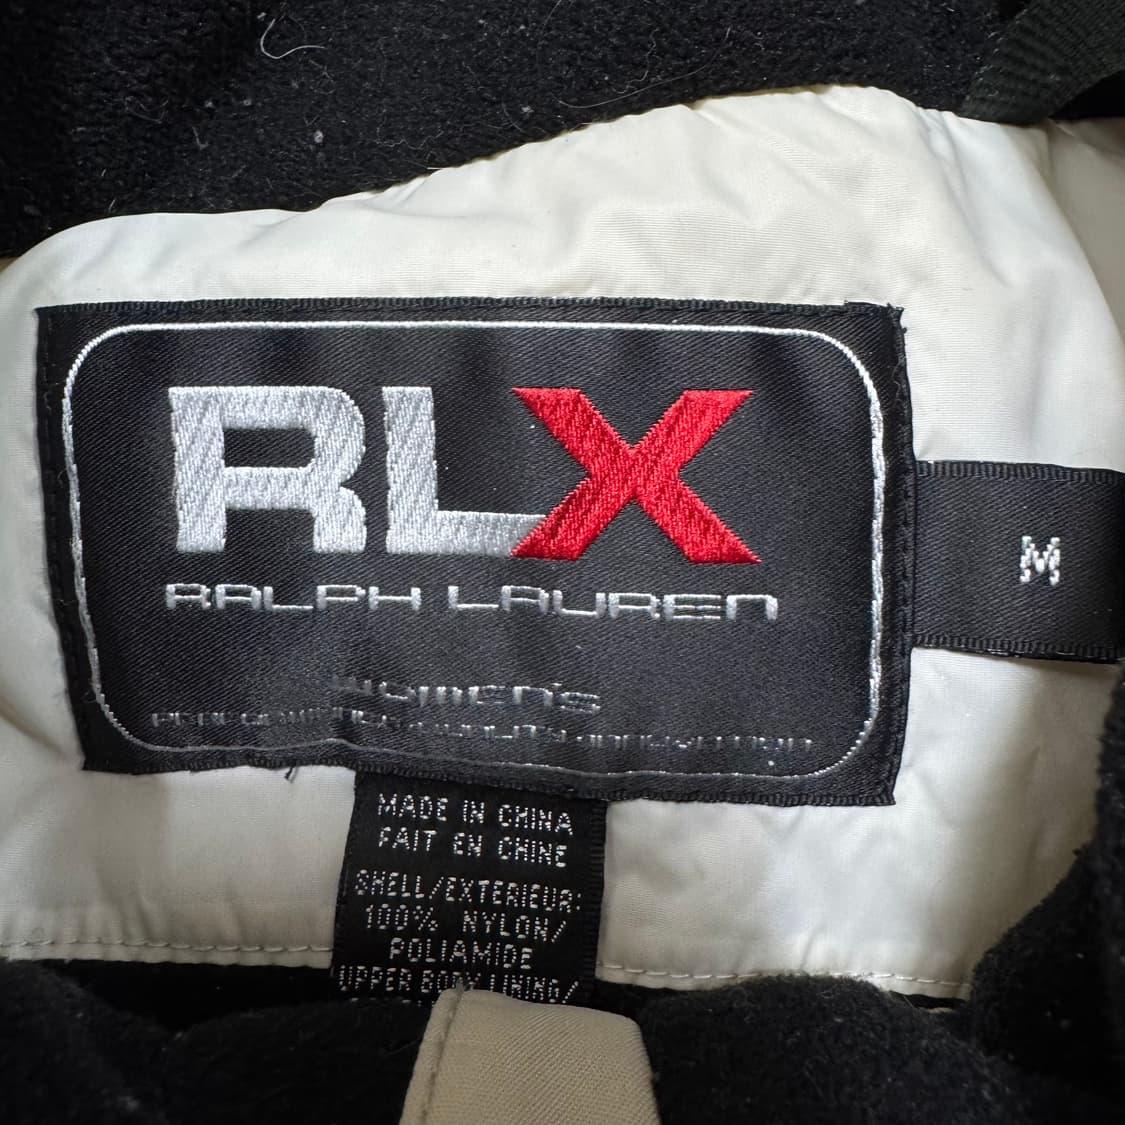 RLX
RALPH LAUREN
WOMEN'S
M
MADE IN CHINA
FAIT EN CHINE
SHELL/EXTERIEUR:
100% NYLON/
POLIAMIDE
UPPER BODY LINING/